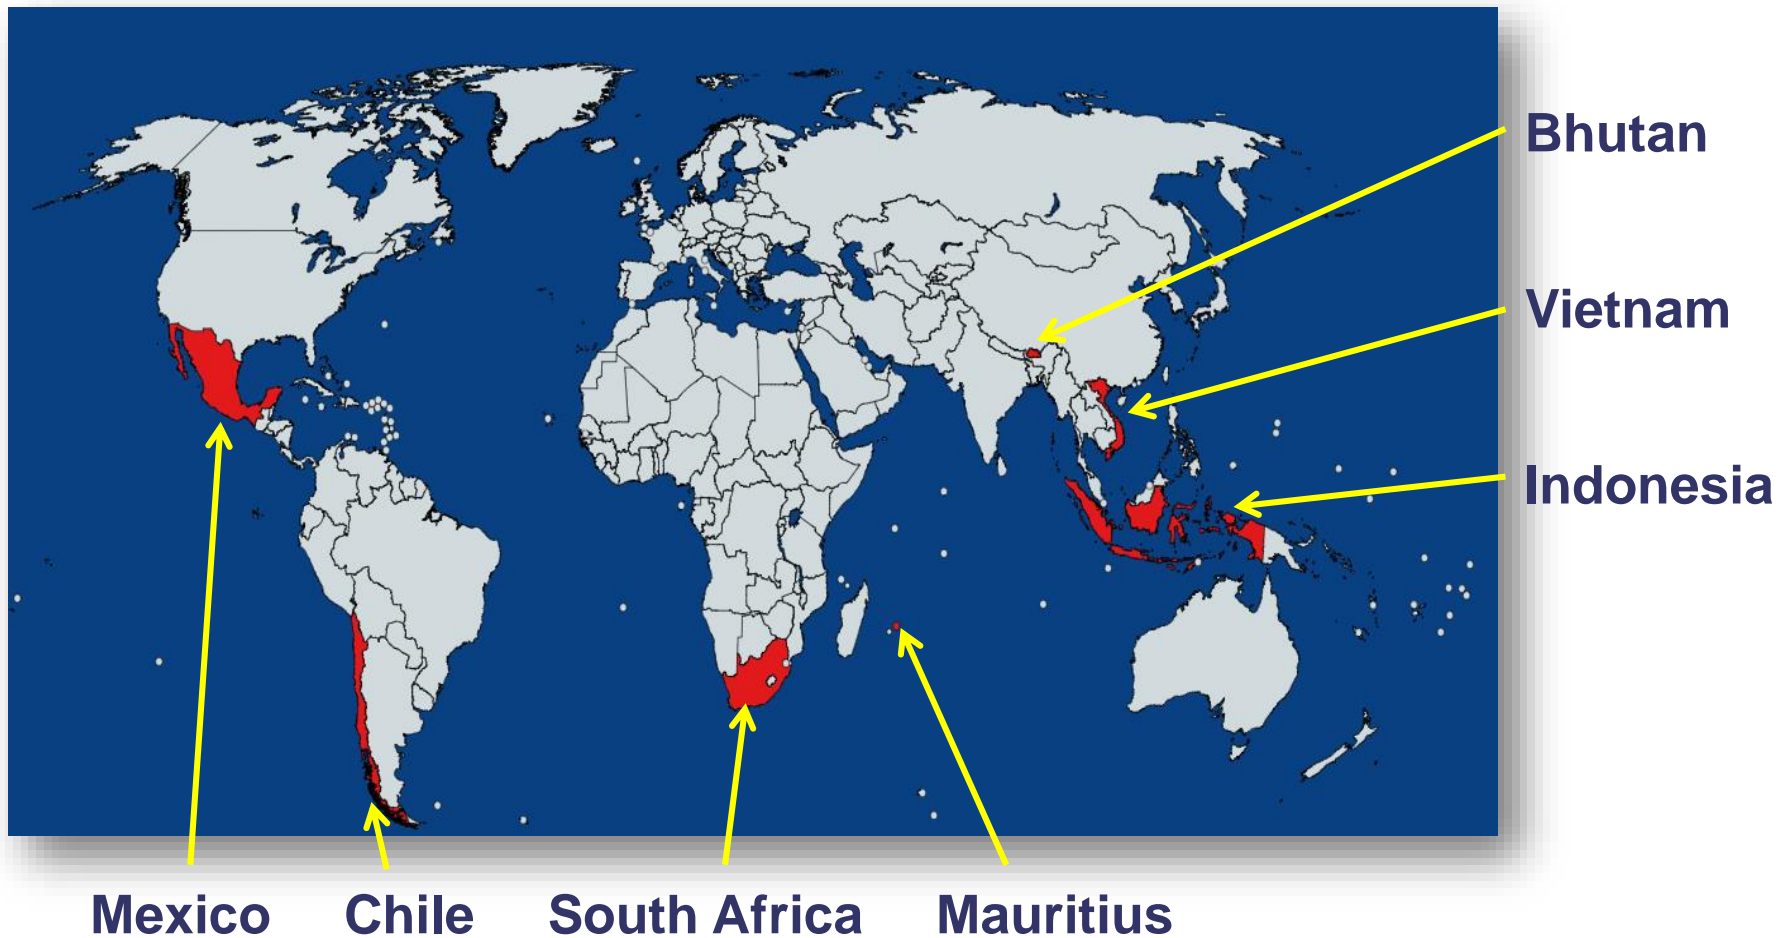 Bhutan
Vietnam
Indonesia
Mexico
Chile
South Africa
Mauritius